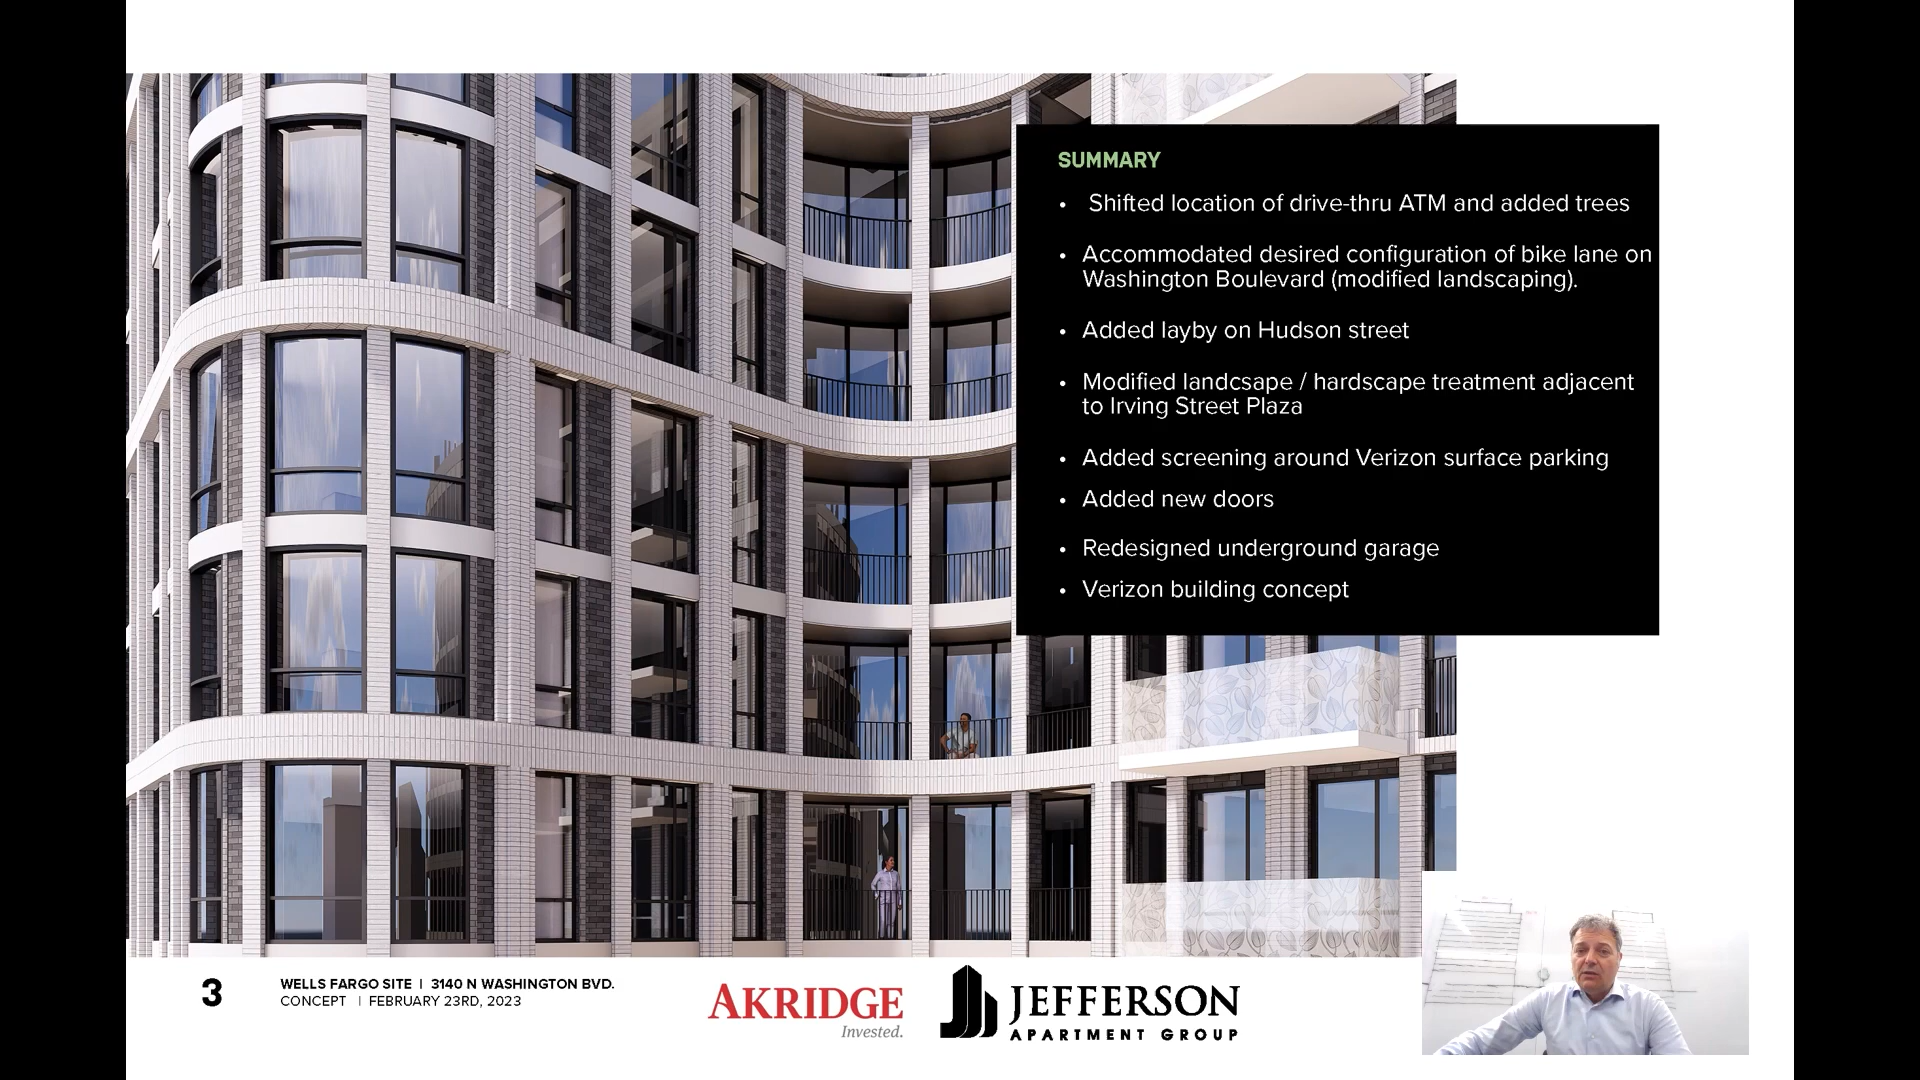 SUMMARY
• Shifted location of drive-thru ATM and added trees
• Accommodated desired configuration of bike lane on
Washington Boulevard (modified landscaping).
• Added layby on Hudson street
• Modified landcsape / hardscape treatment adjacent
to Irving Street Plaza
• Added screening around Verizon surface parking
• Added new doors
• Redesigned underground garage
• Verizon building concept
3
WELLS FARGO SITE | 3140 N WASHINGTON BVD.
CONCEPT | FEBRUARY 23RD, 2023
AKRIDGE
Invested.
JEFFERSON
APARTMENT GROUP